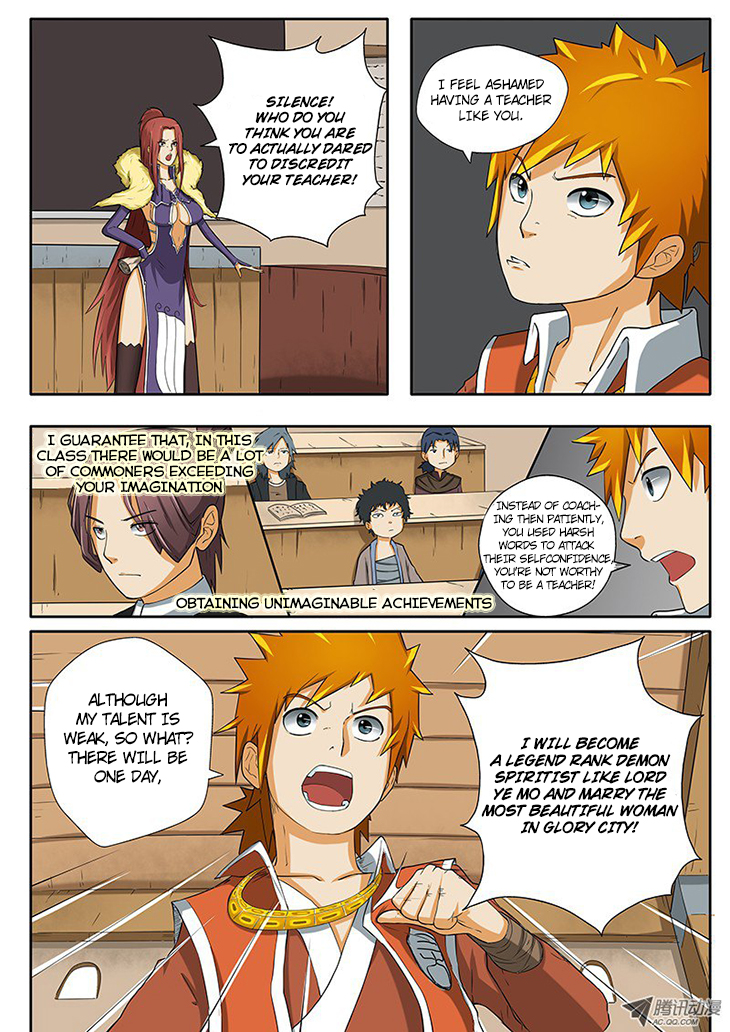 SILENCE!
WHO DO YOU
THINK YOU ARE
TO ACTUALLY DARED
TO DISCREDIT
YOUR TEACHER!
I FEEL ASHAMED
HAVING A TEACHER
LIKE YOU.
I GUARANTEE THAT, IN THIS
CLASS THERE WOULD BE A LOT
OF COMMONERS EXCEEDING
YOUR IMAGINATION
OBTAINING UNIMAGINABLE ACHIEVEMENTS
INSTEAD OF COACH-
ING THEN PATIENTLY,
YOU USED HARSH
WORDS TO ATTACK
THEIR SELFCONFIDENCE,
YOU'RE NOT WORTHY
TO BE A TEACHER!
ALTHOUGH
MY TALENT IS
WEAK, SO WHAT?
THERE WILL BE
ONE DAY,
I WILL BECOME
A LEGEND RANK DEMON
SPIRITIST LIKE LORD
YE MO AND MARRY THE
MOST BEAUTIFUL WOMAN
IN GLORY CITY!
腾讯动漫
AC.QQ.COM